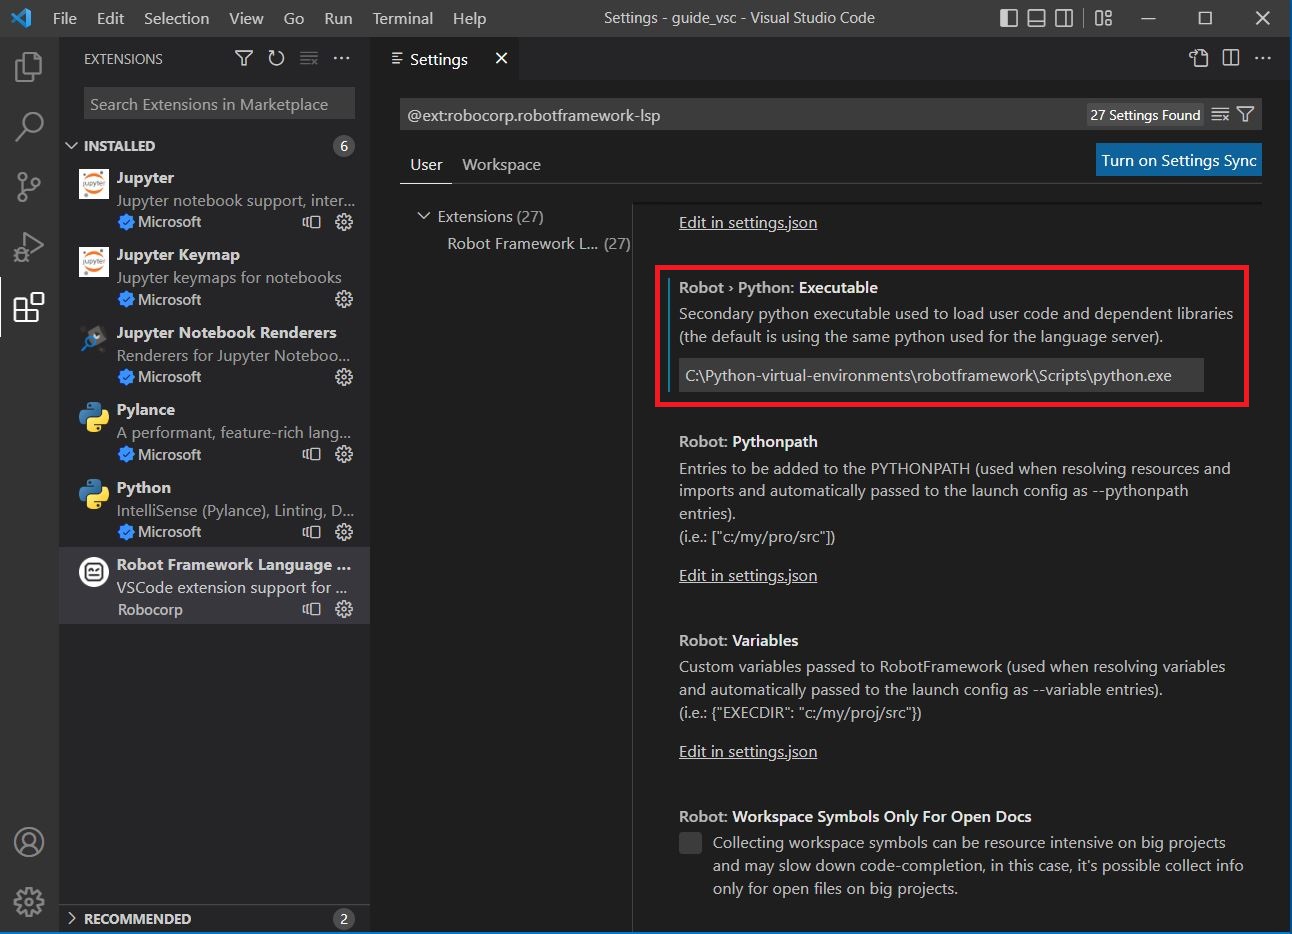 File Edit Selection View Go Run Terminal Help
Settings - guide_vsc - Visual Studio Code
EXTENSIONS
Search Extensions in Marketplace
INSTALLED 6
Jupyter
Jupyter notebook support, inter...
Microsoft
Jupyter Keymap
Jupyter keymaps for notebooks
Microsoft
Jupyter Notebook Renderers
Renderers for Jupyter Noteboo...
Microsoft
Pylance
A performant, feature-rich lang...
Microsoft
Python
IntelliSense (Pylance), Linting, D...
Microsoft
Robot Framework Language ...
VSCode extension support for ...
Robocorp
RECOMMENDED 2
Settings
@ext:robocorp.robotframework-lsp
27 Settings Found
User Workspace
Turn on Settings Sync
Extensions (27)
Robot Framework L... (27)
Edit in settings.json
Robot › Python: Executable
Secondary python executable used to load user code and dependent libraries
(the default is using the same python used for the language server).
C:\Python-virtual-environments\robotframework\Scripts\python.exe
Robot: Pythonpath
Entries to be added to the PYTHONPATH (used when resolving resources and
imports and automatically passed to the launch config as --pythonpath
entries).
(i.e.: ["c:/my/pro/src"])
Edit in settings.json
Robot: Variables
Custom variables passed to RobotFramework (used when resolving variables
and automatically passed to the launch config as --variable entries).
(i.e.: {"EXECDIR": "c:/my/proj/src"})
Edit in settings.json
Robot: Workspace Symbols Only For Open Docs
Collecting workspace symbols can be resource intensive on big projects
and may slow down code-completion, in this case, it's possible collect info
only for open files on big projects.